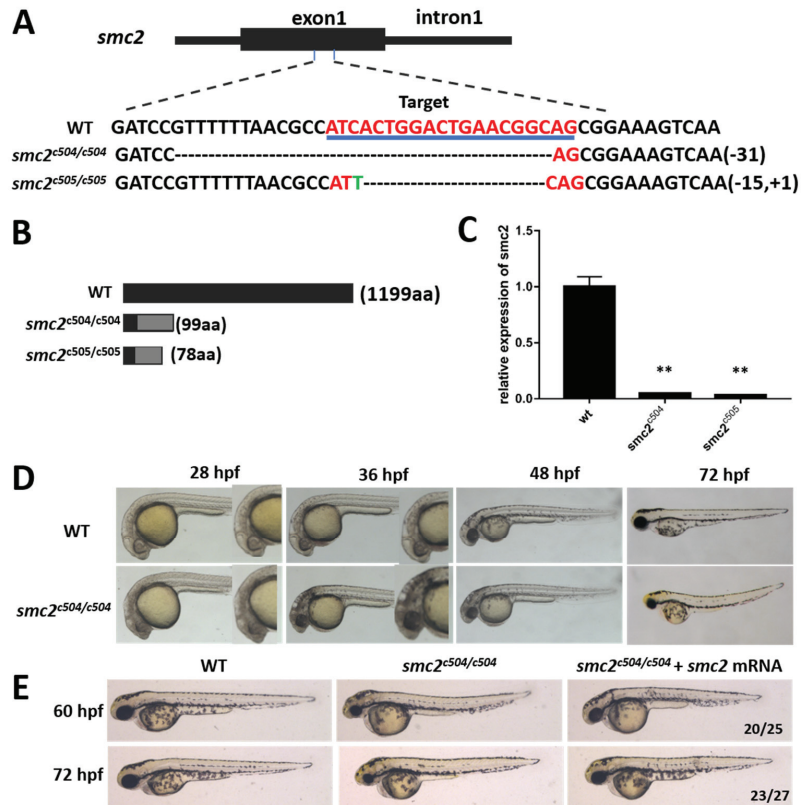 A
exon1 intron1
smc2
Target
WT GATCCGTTTTTTAACGCCATCACTGGACTGAACGGCAGCGGAAAGTCAA
smc2c504/c504 GATCC--------------------------------AGCGGAAAGTCAA(-31)
smc2c505/c505 GATCCGTTTTTTAACGCCATT----------------CAGCGGAAAGTCAA(-15,+1)
B
WT (1199aa)
smc2c504/c504 (99aa)
smc2c505/c505 (78aa)
C
relative expression of smc2
1.5
1.0
0.5
0.0
** **
wt smc2c504 smc2c505
D
28 hpf 36 hpf 48 hpf 72 hpf
WT
smc2c504/c504
WT smc2c504/c504 smc2c504/c504 + smc2 mRNA
E
60 hpf
20/25
72 hpf
23/27